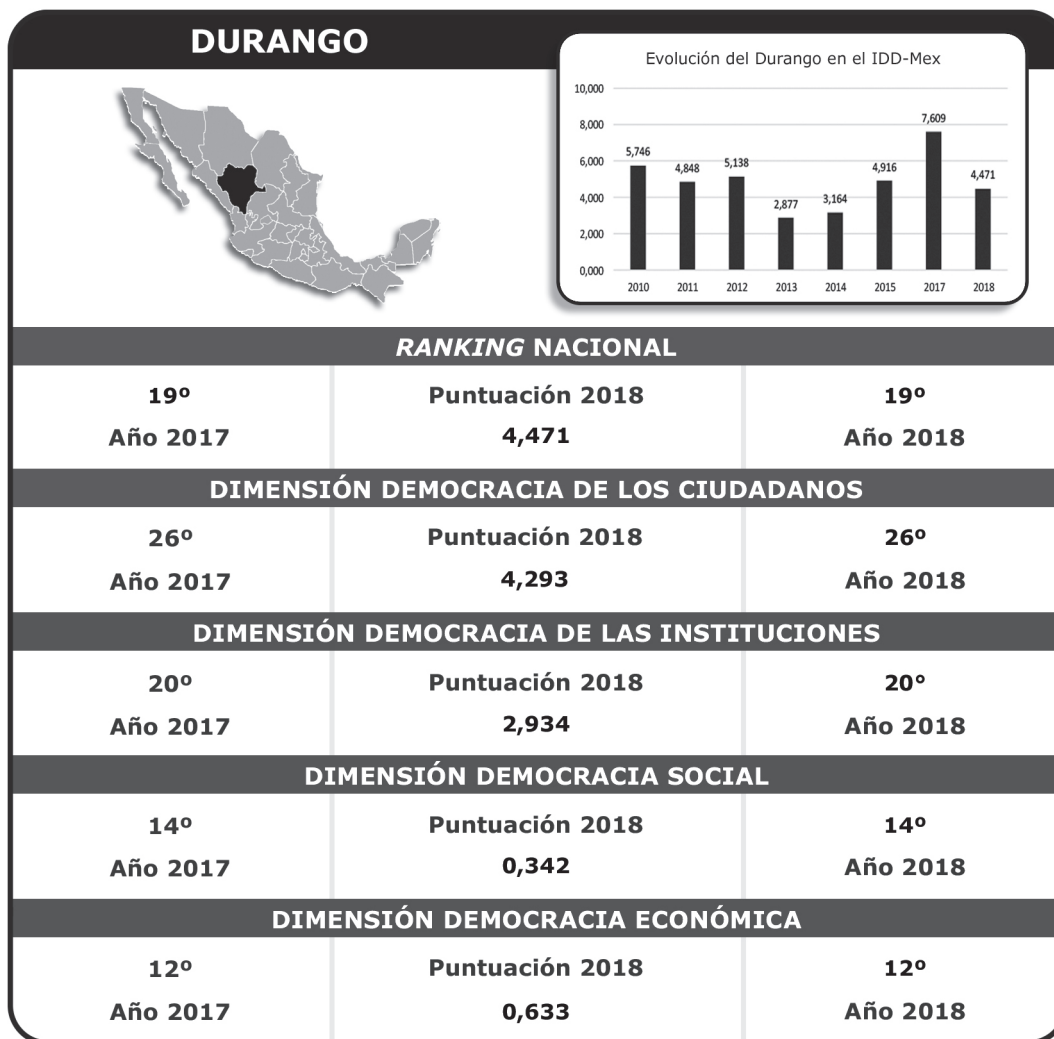 DURANGO
Evolución del Durango en el IDD-Mex
10,000
8,000
6,000
4,000
2,000
0,000
5,746
4,848
5,138
2,877
3,164
4,916
7,609
4,471
2010 2011 2012 2013 2014 2015 2017 2018
RANKING NACIONAL
19º Puntuación 2018 19º
Año 2017 4,471 Año 2018
DIMENSIÓN DEMOCRACIA DE LOS CIUDADANOS
26º Puntuación 2018 26º
Año 2017 4,293 Año 2018
DIMENSIÓN DEMOCRACIA DE LAS INSTITUCIONES
20º Puntuación 2018 20°
Año 2017 2,934 Año 2018
DIMENSIÓN DEMOCRACIA SOCIAL
14º Puntuación 2018 14º
Año 2017 0,342 Año 2018
DIMENSIÓN DEMOCRACIA ECONÓMICA
12º Puntuación 2018 12º
Año 2017 0,633 Año 2018